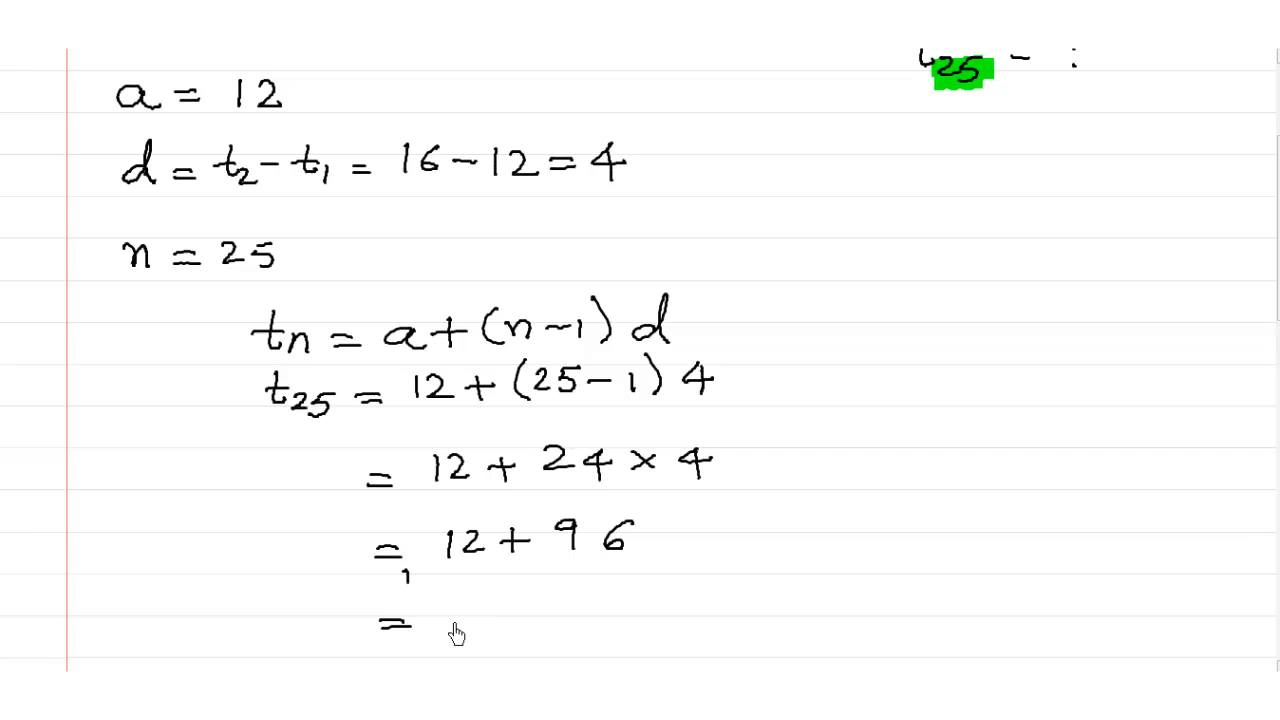 t25 - :
a = 12
d = t2 - t1 = 16 - 12 = 4
n = 25
tn = a + (n-1) d
t25 = 12 + (25-1) 4
= 12 + 24 × 4
= 12 + 96
=